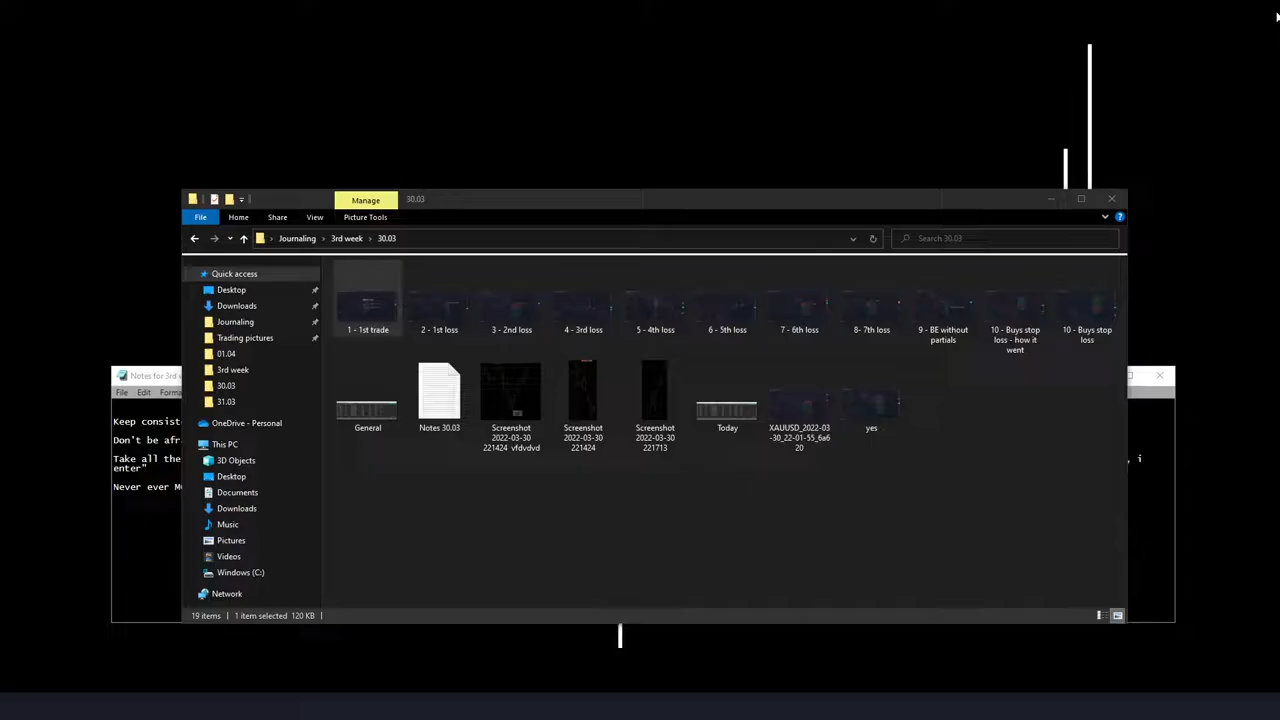 Manage
30.03
File
Home
Share
View
Picture Tools
Journaling
3rd week
30.03
Search 30.03
Quick access
Desktop
Downloads
Journaling
Trading pictures
01.04
3rd week
30.03
31.03
OneDrive - Personal
This PC
3D Objects
Desktop
Documents
Downloads
Music
Pictures
Videos
Windows (C:)
Network
1 - 1st trade
2 - 1st loss
3 - 2nd loss
4 - 3rd loss
5 - 4th loss
6 - 5th loss
7 - 6th loss
8- 7th loss
9 - BE without
partials
10 - Buys stop
loss - how it
went
10 - Buys stop
loss
General
Notes 30.03
Screenshot
2022-03-30
221424_vfdvdvd
Screenshot
2022-03-30
221424
Screenshot
2022-03-30
221713
Today
XAUUSD_2022-03
-30_22-01-55_6a6
20
yes
19 items
1 item selected 120 KB
Notes for 3rd
File
Edit
Forma
Keep consist
Don't be afr
Take all the
, i
enter"
Never ever M